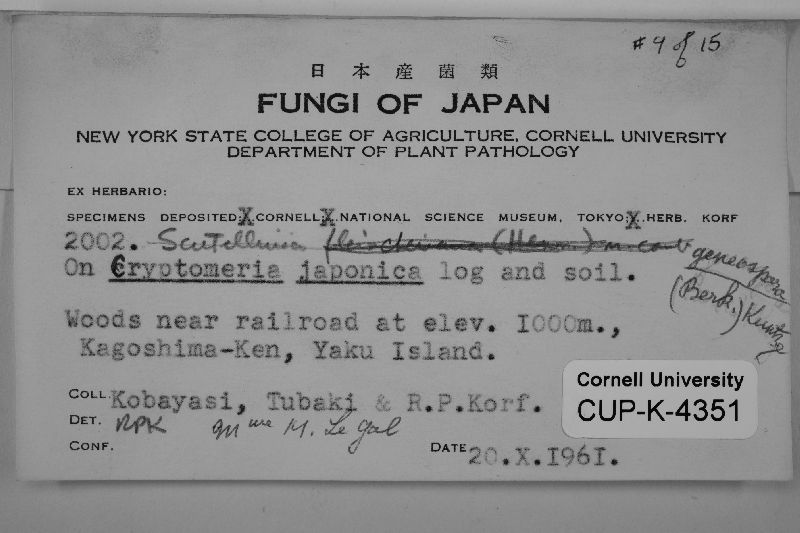 #9 of 15
日本産菌類
FUNGI OF JAPAN
NEW YORK STATE COLLEGE OF AGRICULTURE, CORNELL UNIVERSITY
DEPARTMENT OF PLANT PATHOLOGY
EX HERBARIO:
SPECIMENS DEPOSITED: X CORNELL; X NATIONAL SCIENCE MUSEUM, TOKYO; X HERB. KORF
2002. Scutellinia geneospora
(Berk.) Kuntze
On Cryptomeria japonica log and soil.
Woods near railroad at elev. 1000m.,
Kagoshima-Ken, Yaku Island.
COLL. Kobayasi, Tubaki & R.P.Korf.
DET. RPK Mme M. Le Gal
CONF.
DATE 20.X.1961.
Cornell University
CUP-K-4351